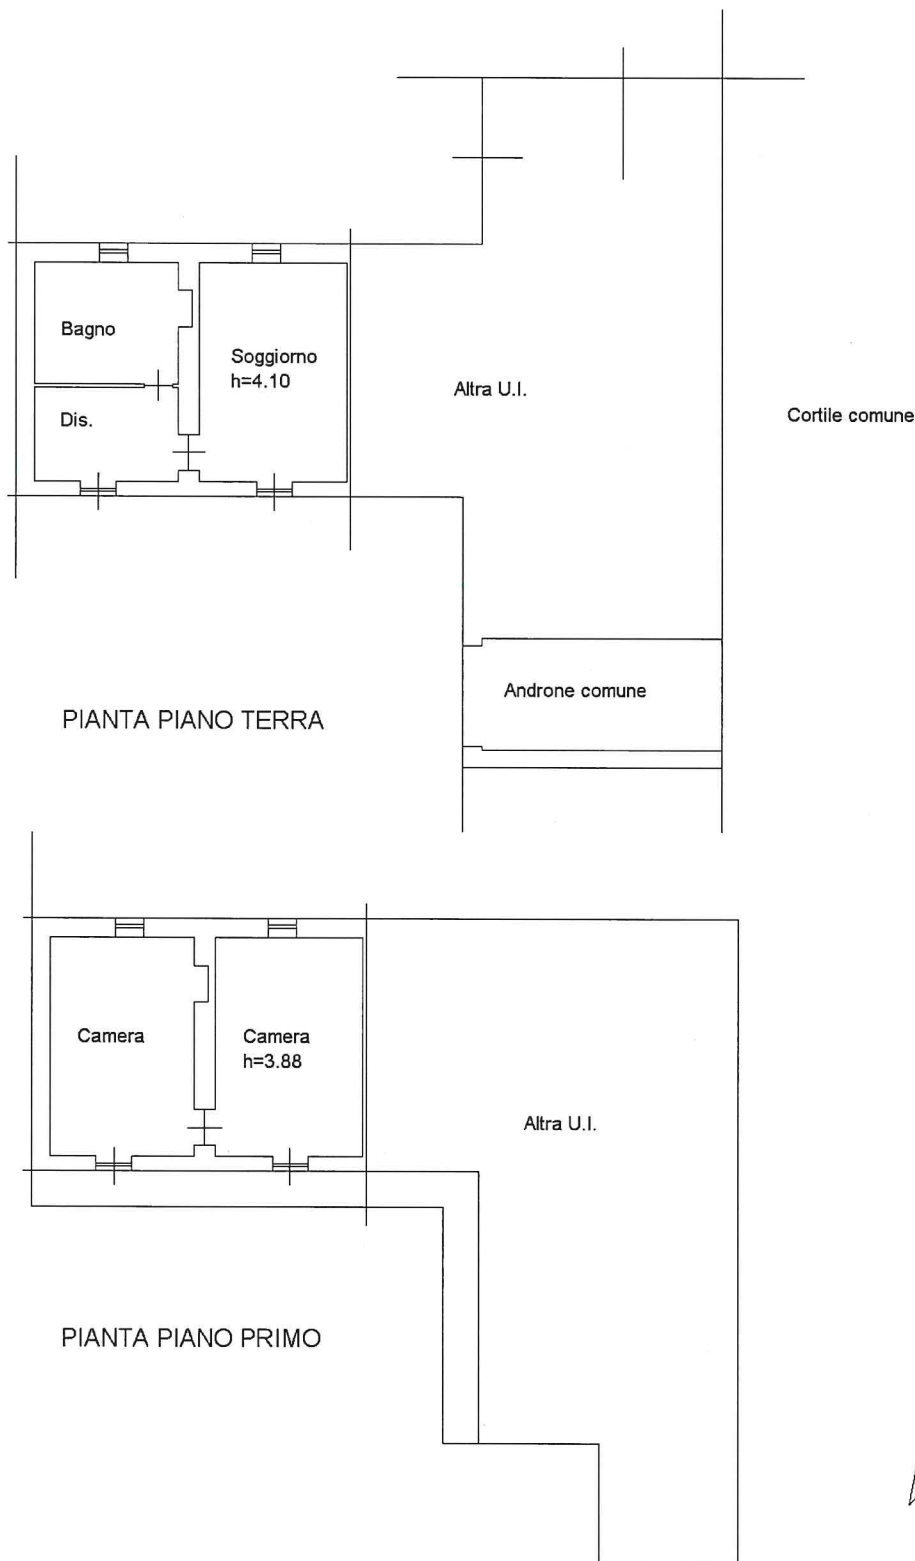 Bagno
Soggiorno
h=4.10
Altra U.I.
Cortile comune
Dis.
Androne comune
PIANTA PIANO TERRA
Camera
Camera
h=3.88
Altra U.I.
PIANTA PIANO PRIMO